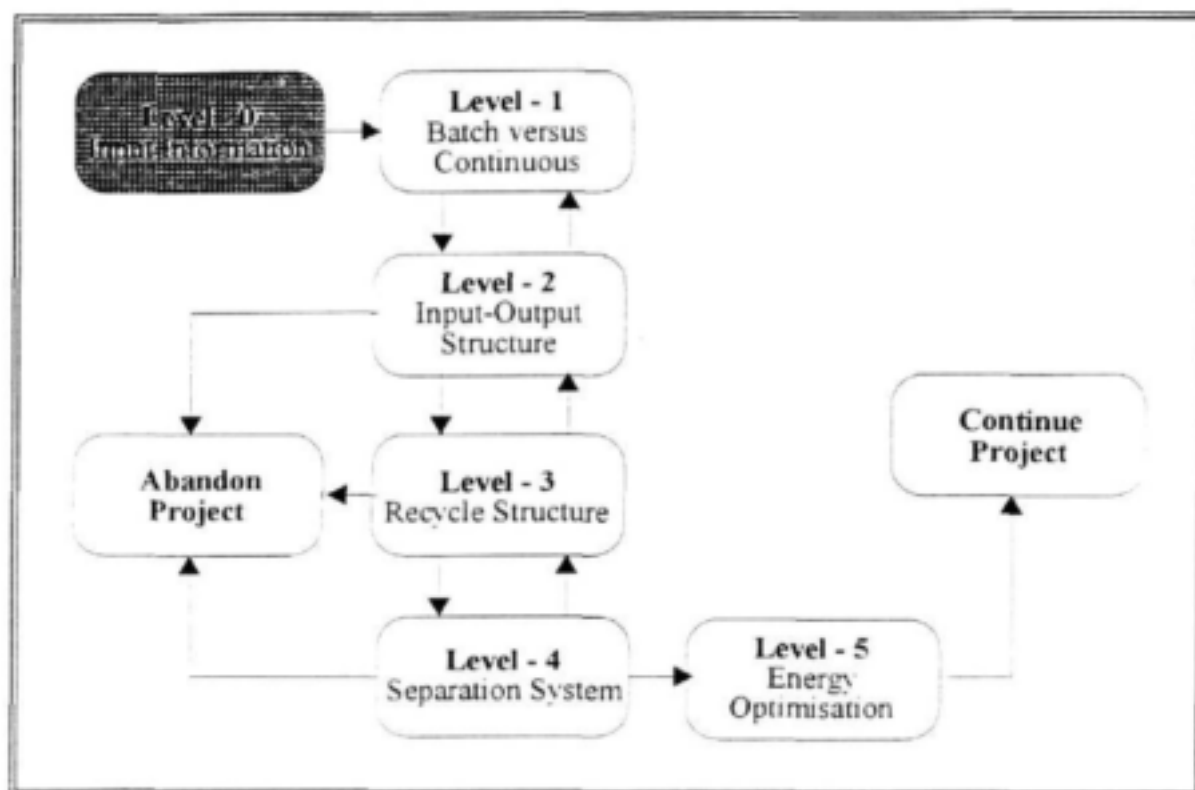 Level - 0
Input Information
Level - 1
Batch versus
Continuous
Level - 2
Input-Output
Structure
Continue
Project
Abandon
Project
Level - 3
Recycle Structure
Level - 4
Separation System
Level - 5
Energy
Optimisation